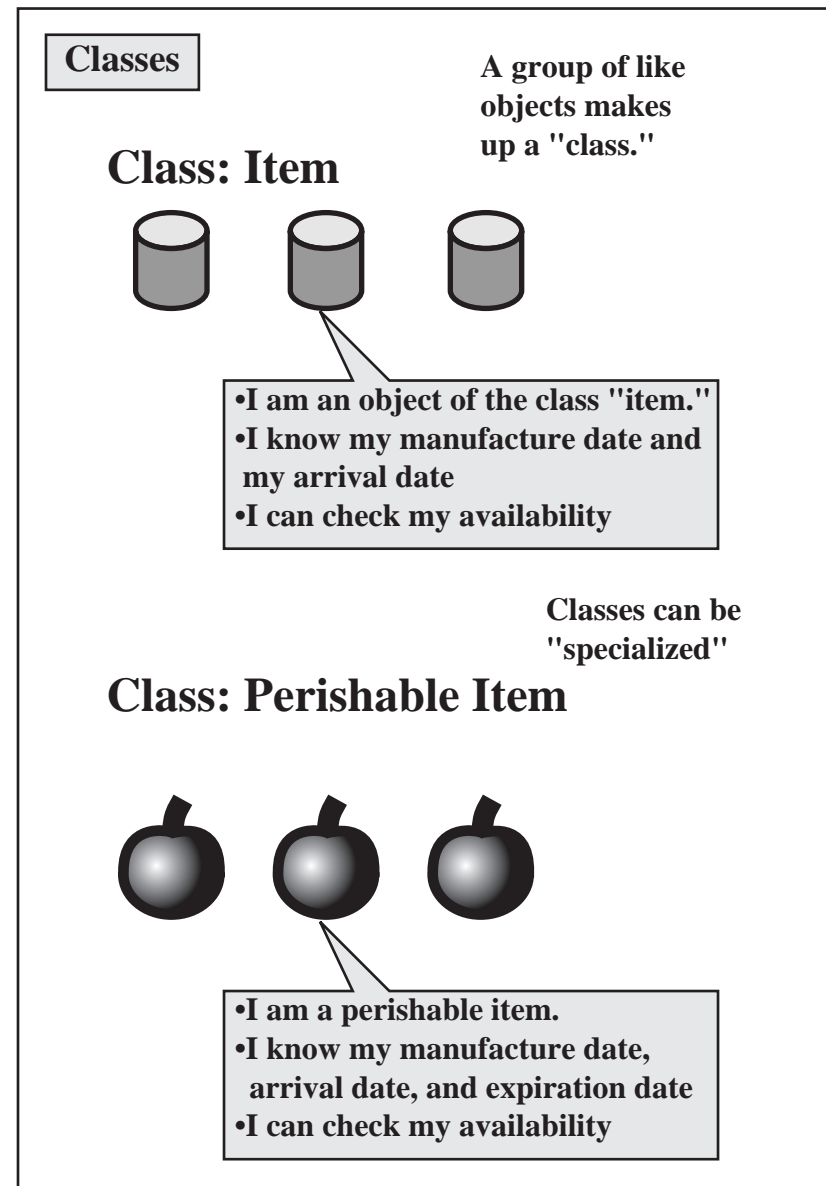 Classes
A group of like
objects makes
up a "class."
Class: Item
•I am an object of the class "item."
•I know my manufacture date and
my arrival date
•I can check my availability
Classes can be
"specialized"
Class: Perishable Item
•I am a perishable item.
•I know my manufacture date,
arrival date, and expiration date
•I can check my availability